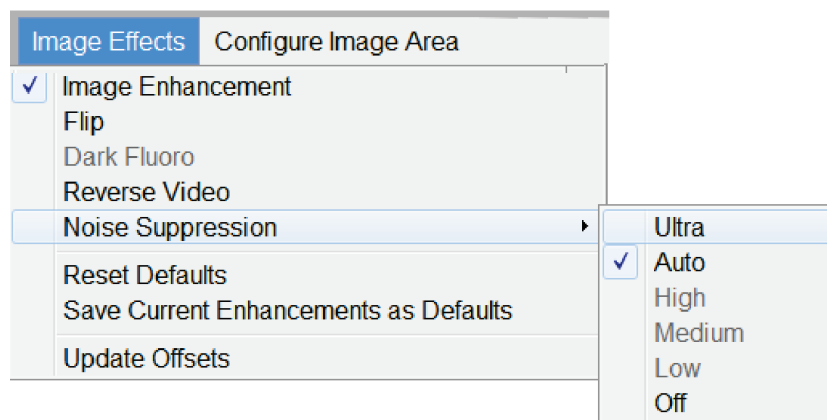 Image Effects Configure Image Area
Image Enhancement
Flip
Dark Fluoro
Reverse Video
Noise Suppression
Reset Defaults
Save Current Enhancements as Defaults
Update Offsets
Ultra
Auto
High
Medium
Low
Off